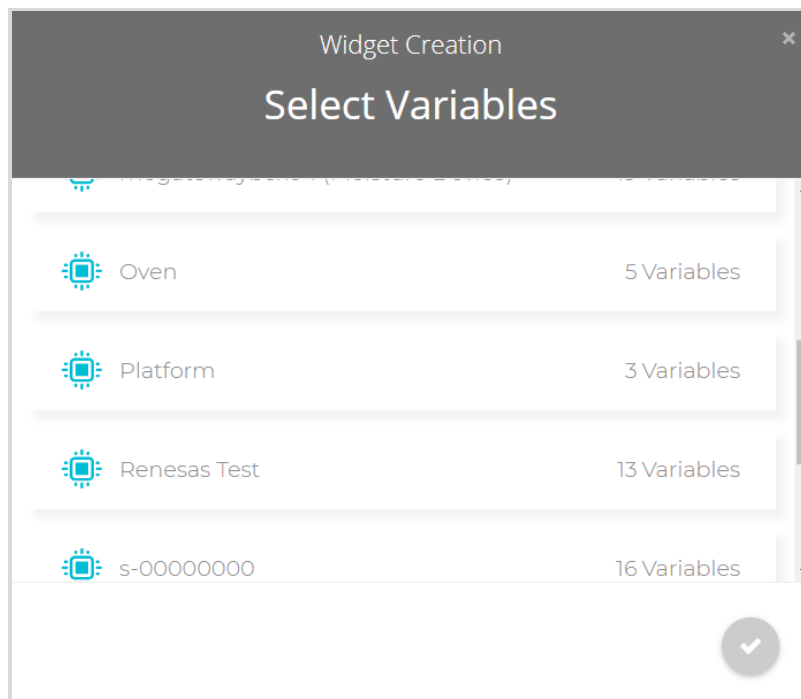 Widget Creation
×
Select Variables
Oven 5 Variables
Platform 3 Variables
Renesas Test 13 Variables
s-00000000 16 Variables